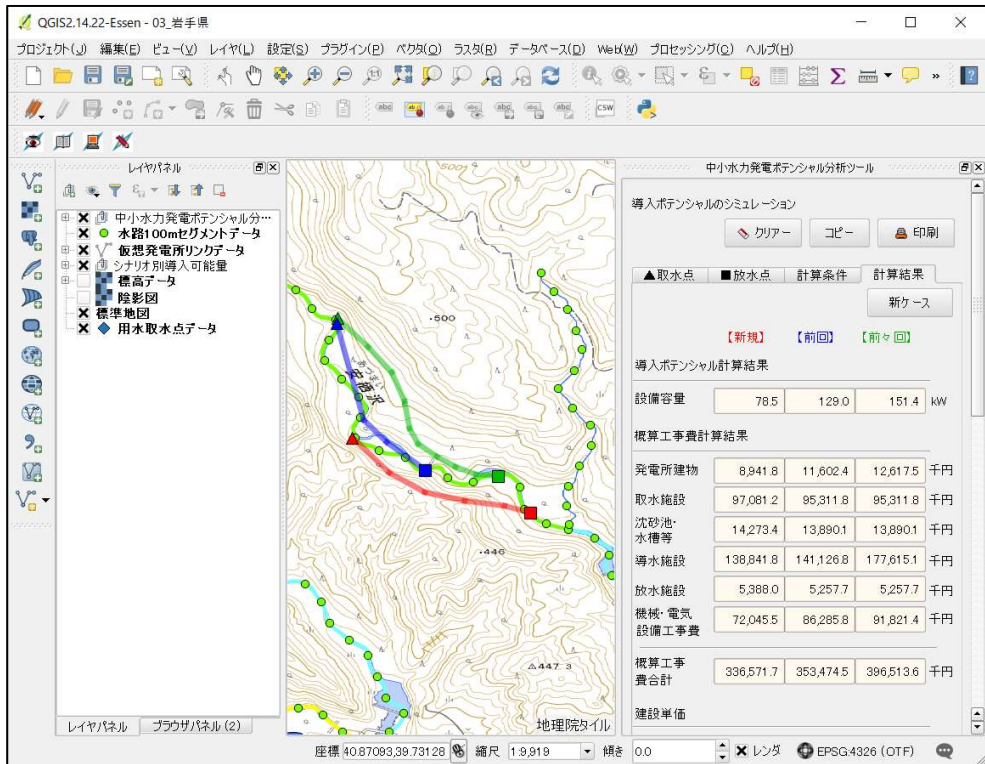 QGIS2.14.22-Essen - 03_岩手県
プロジェクト(J) 編集(E) ビュー(V) レイヤ(L) 設定(S) プラグイン(P) ベクタ(O) ラスタ(R) データベース(D) Web(W) プロセッシング(C) ヘルプ(H)
abc ab abc abc abc abc CSW
レイヤパネル
中小水力発電ポテンシャル分…
水路100mセグメントデータ
仮想発電所リンクデータ
シナリオ別導入可能量
標高データ
陰影図
標準地図
用水取水点データ
レイヤパネル ブラウザパネル (2)
500
・500
・446
△447.3
地理院タイル
中小水力発電ポテンシャル分析ツール
導入ポテンシャルのシミュレーション
クリアー コピー 印刷
▲取水点 ■放水点 計算条件 計算結果
新ケース
【新規】 【前回】 【前々回】
導入ポテンシャル計算結果
設備容量 78.5 129.0 151.4 kW
概算工事費計算結果
発電所建物 8,941.8 11,602.4 12,617.5 千円
取水施設 97,081.2 95,311.8 95,311.8 千円
沈砂池・
水槽等 14,273.4 13,890.1 13,890.1 千円
導水施設 138,841.8 141,126.8 177,615.1 千円
放水施設 5,388.0 5,257.7 5,257.7 千円
機械・電気
設備工事費 72,045.5 86,285.8 91,821.4 千円
概算工事
費合計 336,571.7 353,474.5 396,513.6 千円
建設単価
座標 40.87093,39.73128 縮尺 1:9,919 傾き 0.0 レンダ EPSG:4326 (OTF)